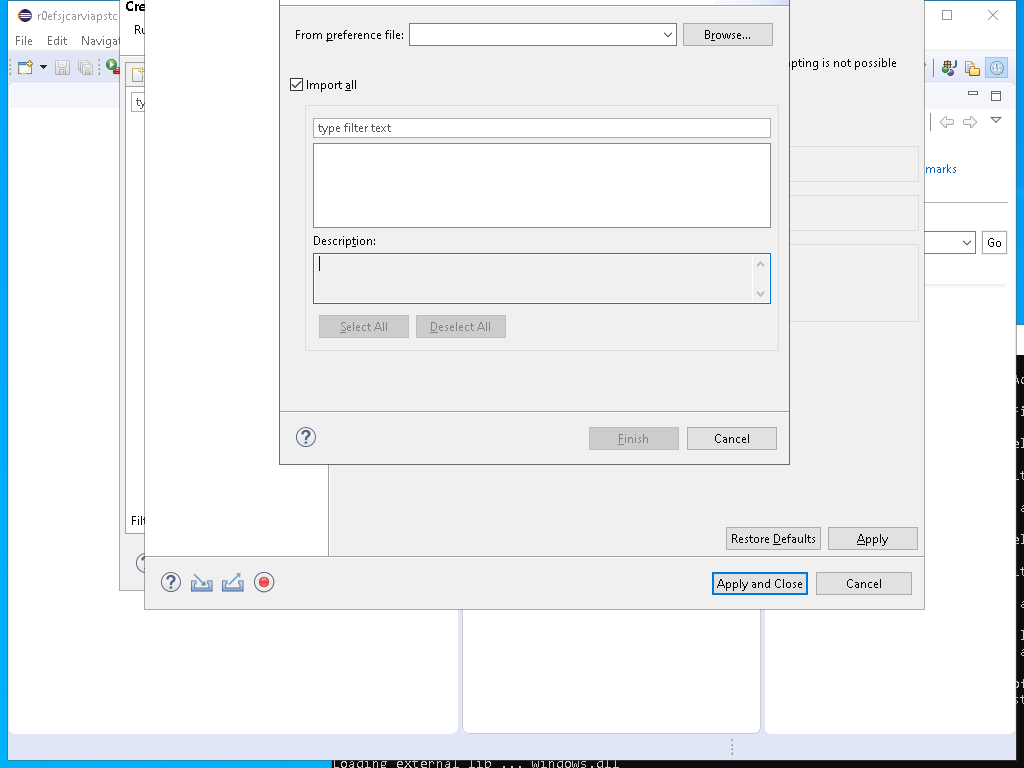 r0efsjcarviapstc
Cre
File Edit Navigat
Ru
From preference file:
Browse...
pting is not possible
Import all
ty
type filter text
marks
Description:
Go
Select All Deselect All
Finish Cancel
Filt
Restore Defaults Apply
Apply and Close Cancel
Loading external lib ... Windows.dll